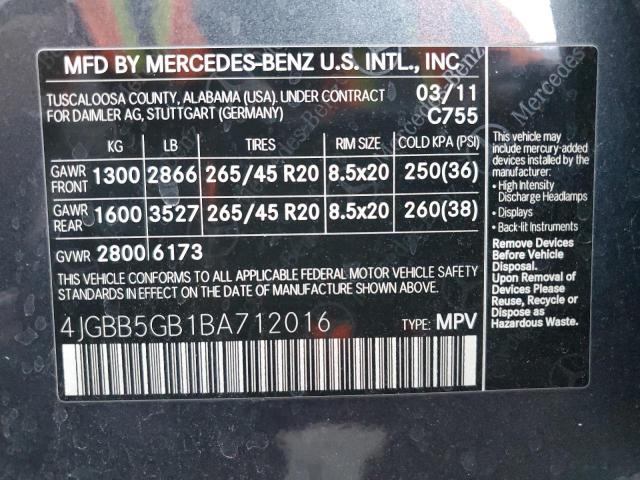 MFD BY MERCEDES-BENZ U.S. INTL., INC.
TUSCALOOSA COUNTY, ALABAMA (USA). UNDER CONTRACT 03/11
FOR DAIMLER AG, STUTTGART (GERMANY) C755
KG LB TIRES RIM SIZE COLD KPA (PSI)
GAWR FRONT 1300 2866 265/45 R20 8.5x20 250(36)
GAWR REAR 1600 3527 265/45 R20 8.5x20 260(38)
GVWR 2800 6173
THIS VEHICLE CONFORMS TO ALL APPLICABLE FEDERAL MOTOR VEHICLE SAFETY
STANDARDS IN EFFECT ON THE DATE OF MANUFACTURE SHOWN ABOVE.
4JGBB5GB1BA712016 TYPE: MPV
This vehicle may
include mercury-added
devices installed by the
manufacturer:
• High Intensity
Discharge Headlamps
• Displays
• Back-lit Instruments
Remove Devices
Before Vehicle
Disposal.
Upon Removal of
Devices Please
Reuse, Recycle or
Dispose as
Hazardous Waste.